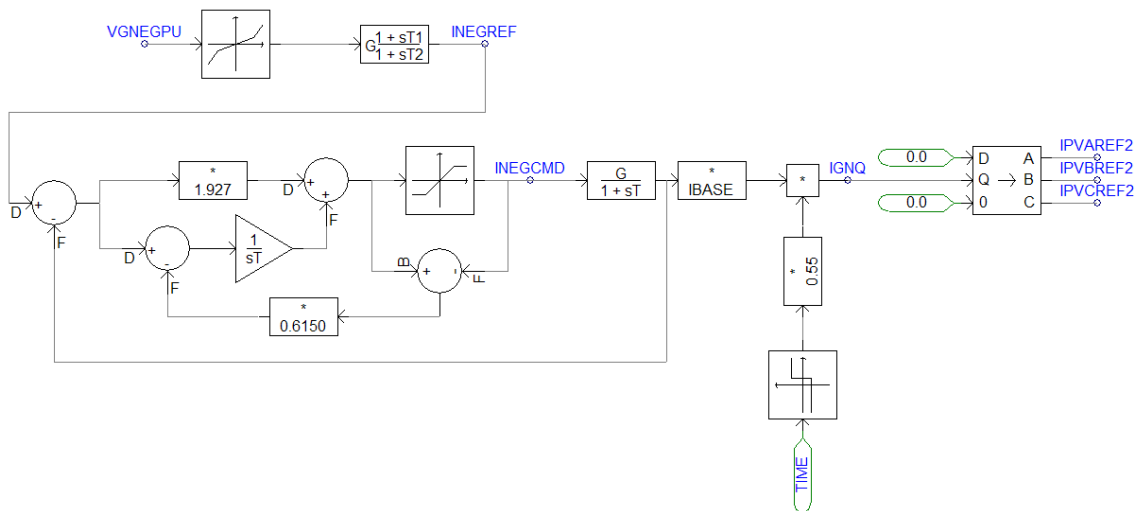 VGNEGPU
G 1 + sT1
1 + sT2
INEGREF
*
1.927
D + -
F
D + -
F
1
sT
D + +
F
INEGCMD
B + - F
*
0.6150
G
1 + sT
*
IBASE
*
IGNQ
*
0.55
TIME
0.0
0.0
D A
Q B
0 C
IPVAREF2
IPVBREF2
IPVCREF2